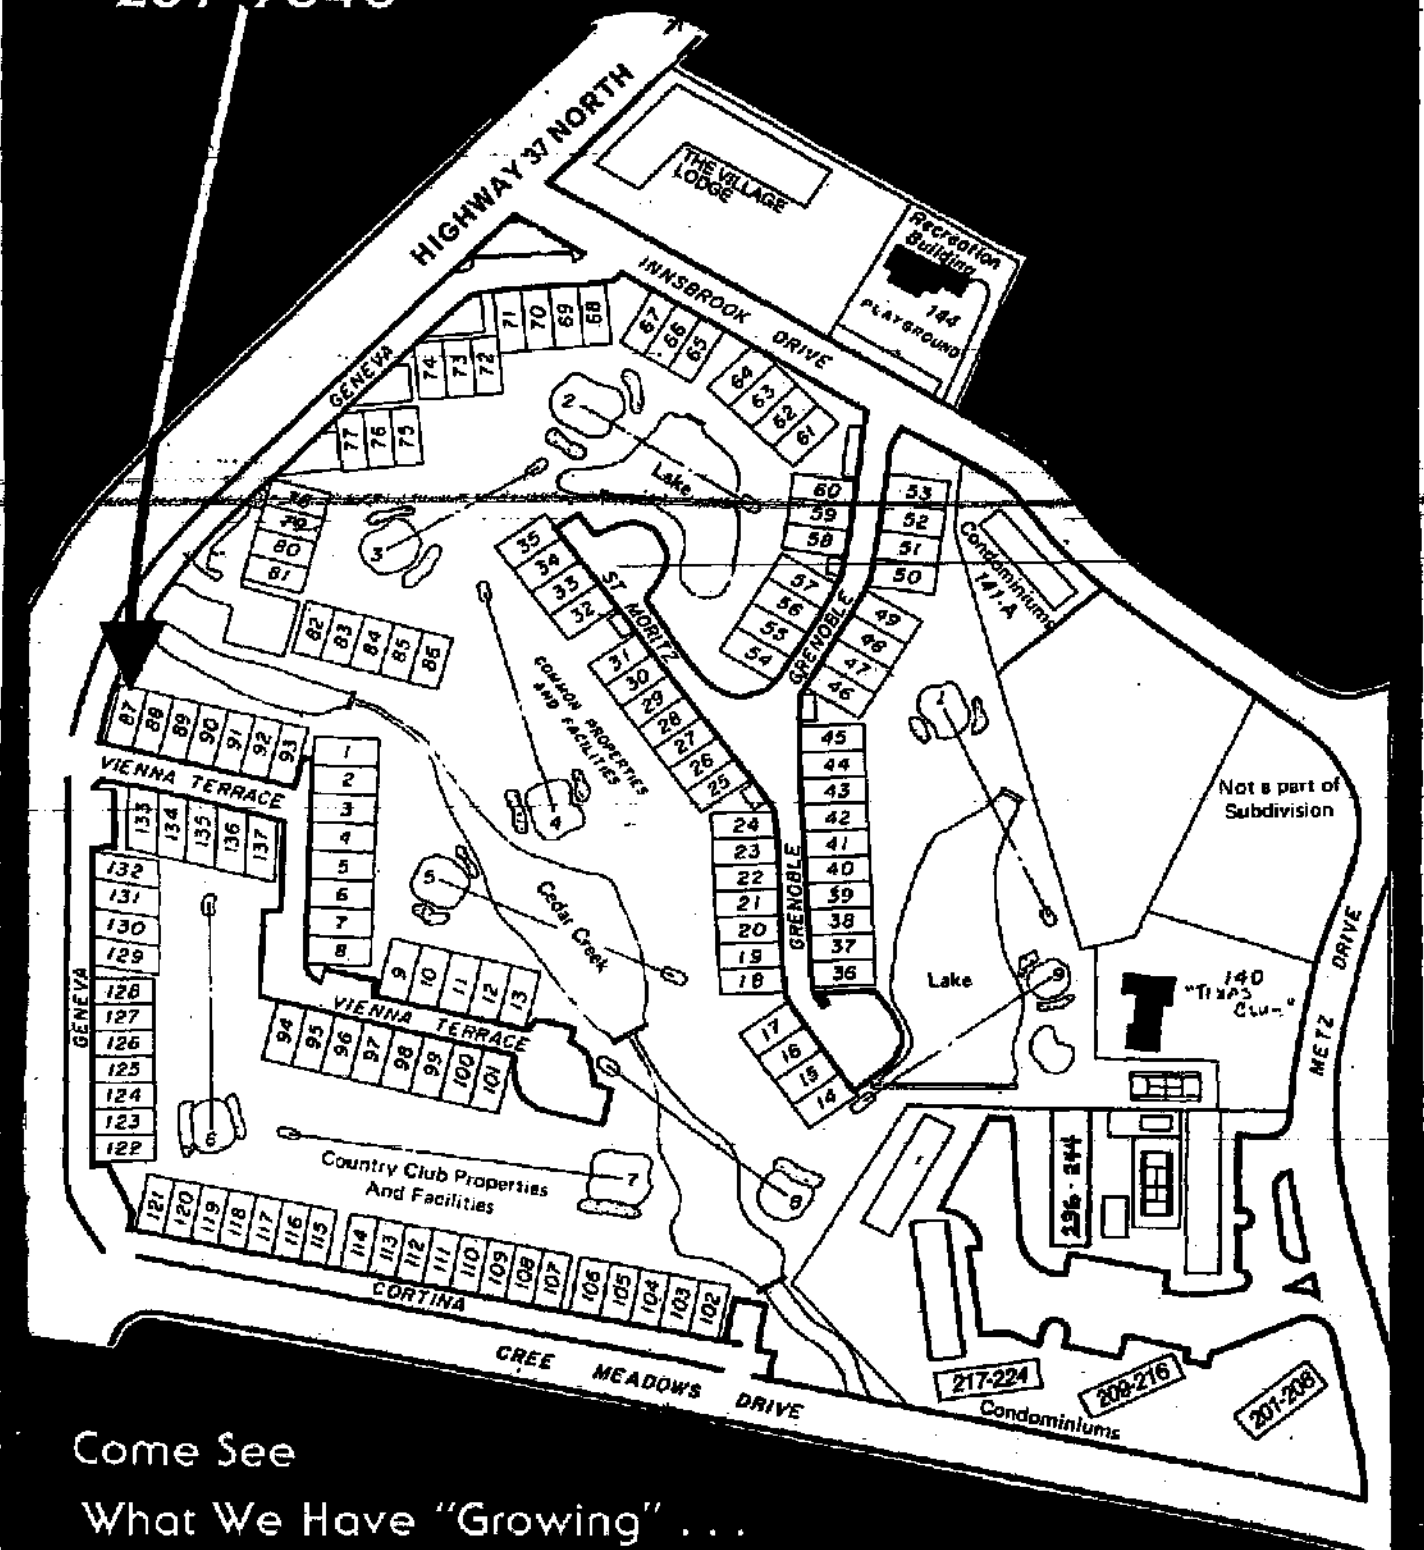 HIGHWAY 37 NORTH
THE VILLAGE
LODGE
Recreation
Building
144
PLAYGROUND
INNSBROOK DRIVE
GENEVA
71 70 69 68
67 66 65
74 73 72
64 63 62 61
77 76 75
2
Lake
3
60
59
58
57
56
55
54
53
52
51
50
49
48
47
46
Condominiums
141-A
79
80
81
82 83 84 85 86
35
34
33
32
ST MORITZ
31
30
29
28
27
26
25
GRENOBLE
COMMON PROPERTIES
AND FACILITIES
1
87 88 89 90 91 92 93
VIENNA TERRACE
133 134 135 136 137
1
2
3
4
5
6
7
8
4
5
Cedar Creek
24
23
22
21
20
19
18
GRENOBLE
45
44
43
42
41
40
39
38
37
36
17
16
15
14
Not a part of
Subdivision
Lake
9
140
METZ DRIVE
132
131
130
129
128
127
126
125
124
123
122
GENEVA
9 10 11 12 13
VIENNA TERRACE
94 95 96 97 98 99 100 101
6
Country Club Properties
And Facilities
7
8
121 120 119 118 117 116 115
114 113 112 111 110 109 108 107
106 105 104 103 102
CORTINA
CREE MEADOWS DRIVE
217-224
209-216
201-208
Condominiums
Come See
What We Have "Growing" . . .